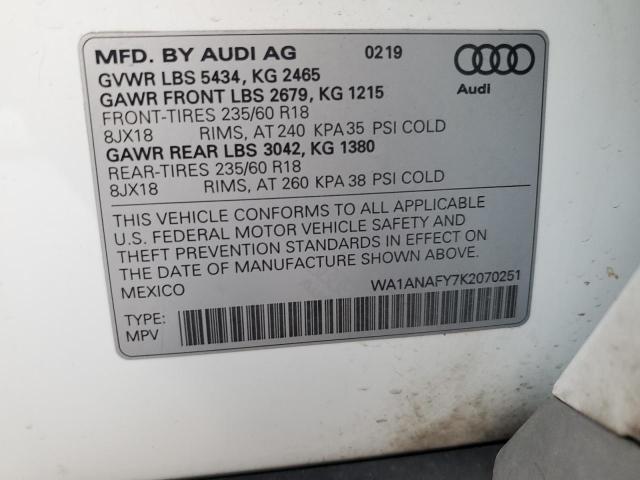 MFD. BY AUDI AG 0219
GVWR LBS 5434, KG 2465
GAWR FRONT LBS 2679, KG 1215
FRONT-TIRES 235/60 R18
8JX18 RIMS, AT 240 KPA 35 PSI COLD
GAWR REAR LBS 3042, KG 1380
REAR-TIRES 235/60 R18
8JX18 RIMS, AT 260 KPA 38 PSI COLD
Audi
THIS VEHICLE CONFORMS TO ALL APPLICABLE
U.S. FEDERAL MOTOR VEHICLE SAFETY AND
THEFT PREVENTION STANDARDS IN EFFECT ON
THE DATE OF MANUFACTURE SHOWN ABOVE.
MEXICO WA1ANAFY7K2070251
TYPE:
MPV